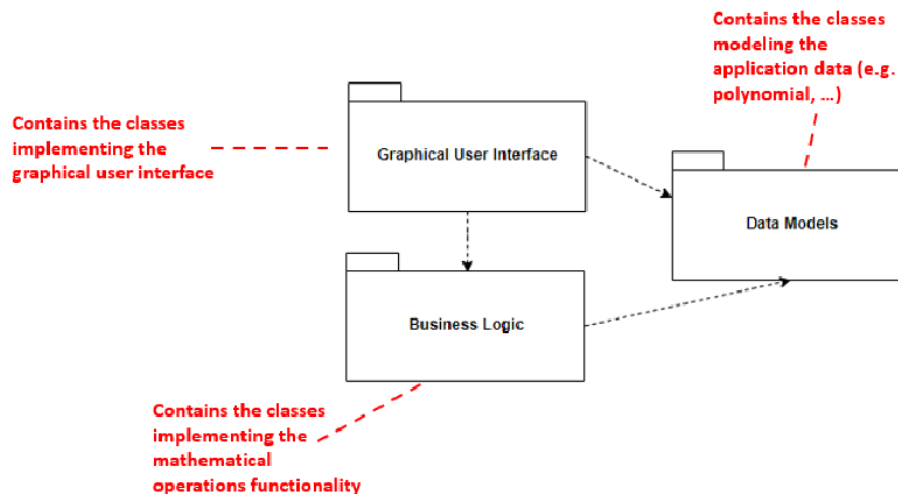 Contains the classes
modeling the
application data (e.g.
polynomial, ...)
Contains the classes
implementing the
graphical user interface
Graphical User Interface
Data Models
Business Logic
Contains the classes
implementing the
mathematical
operations functionality